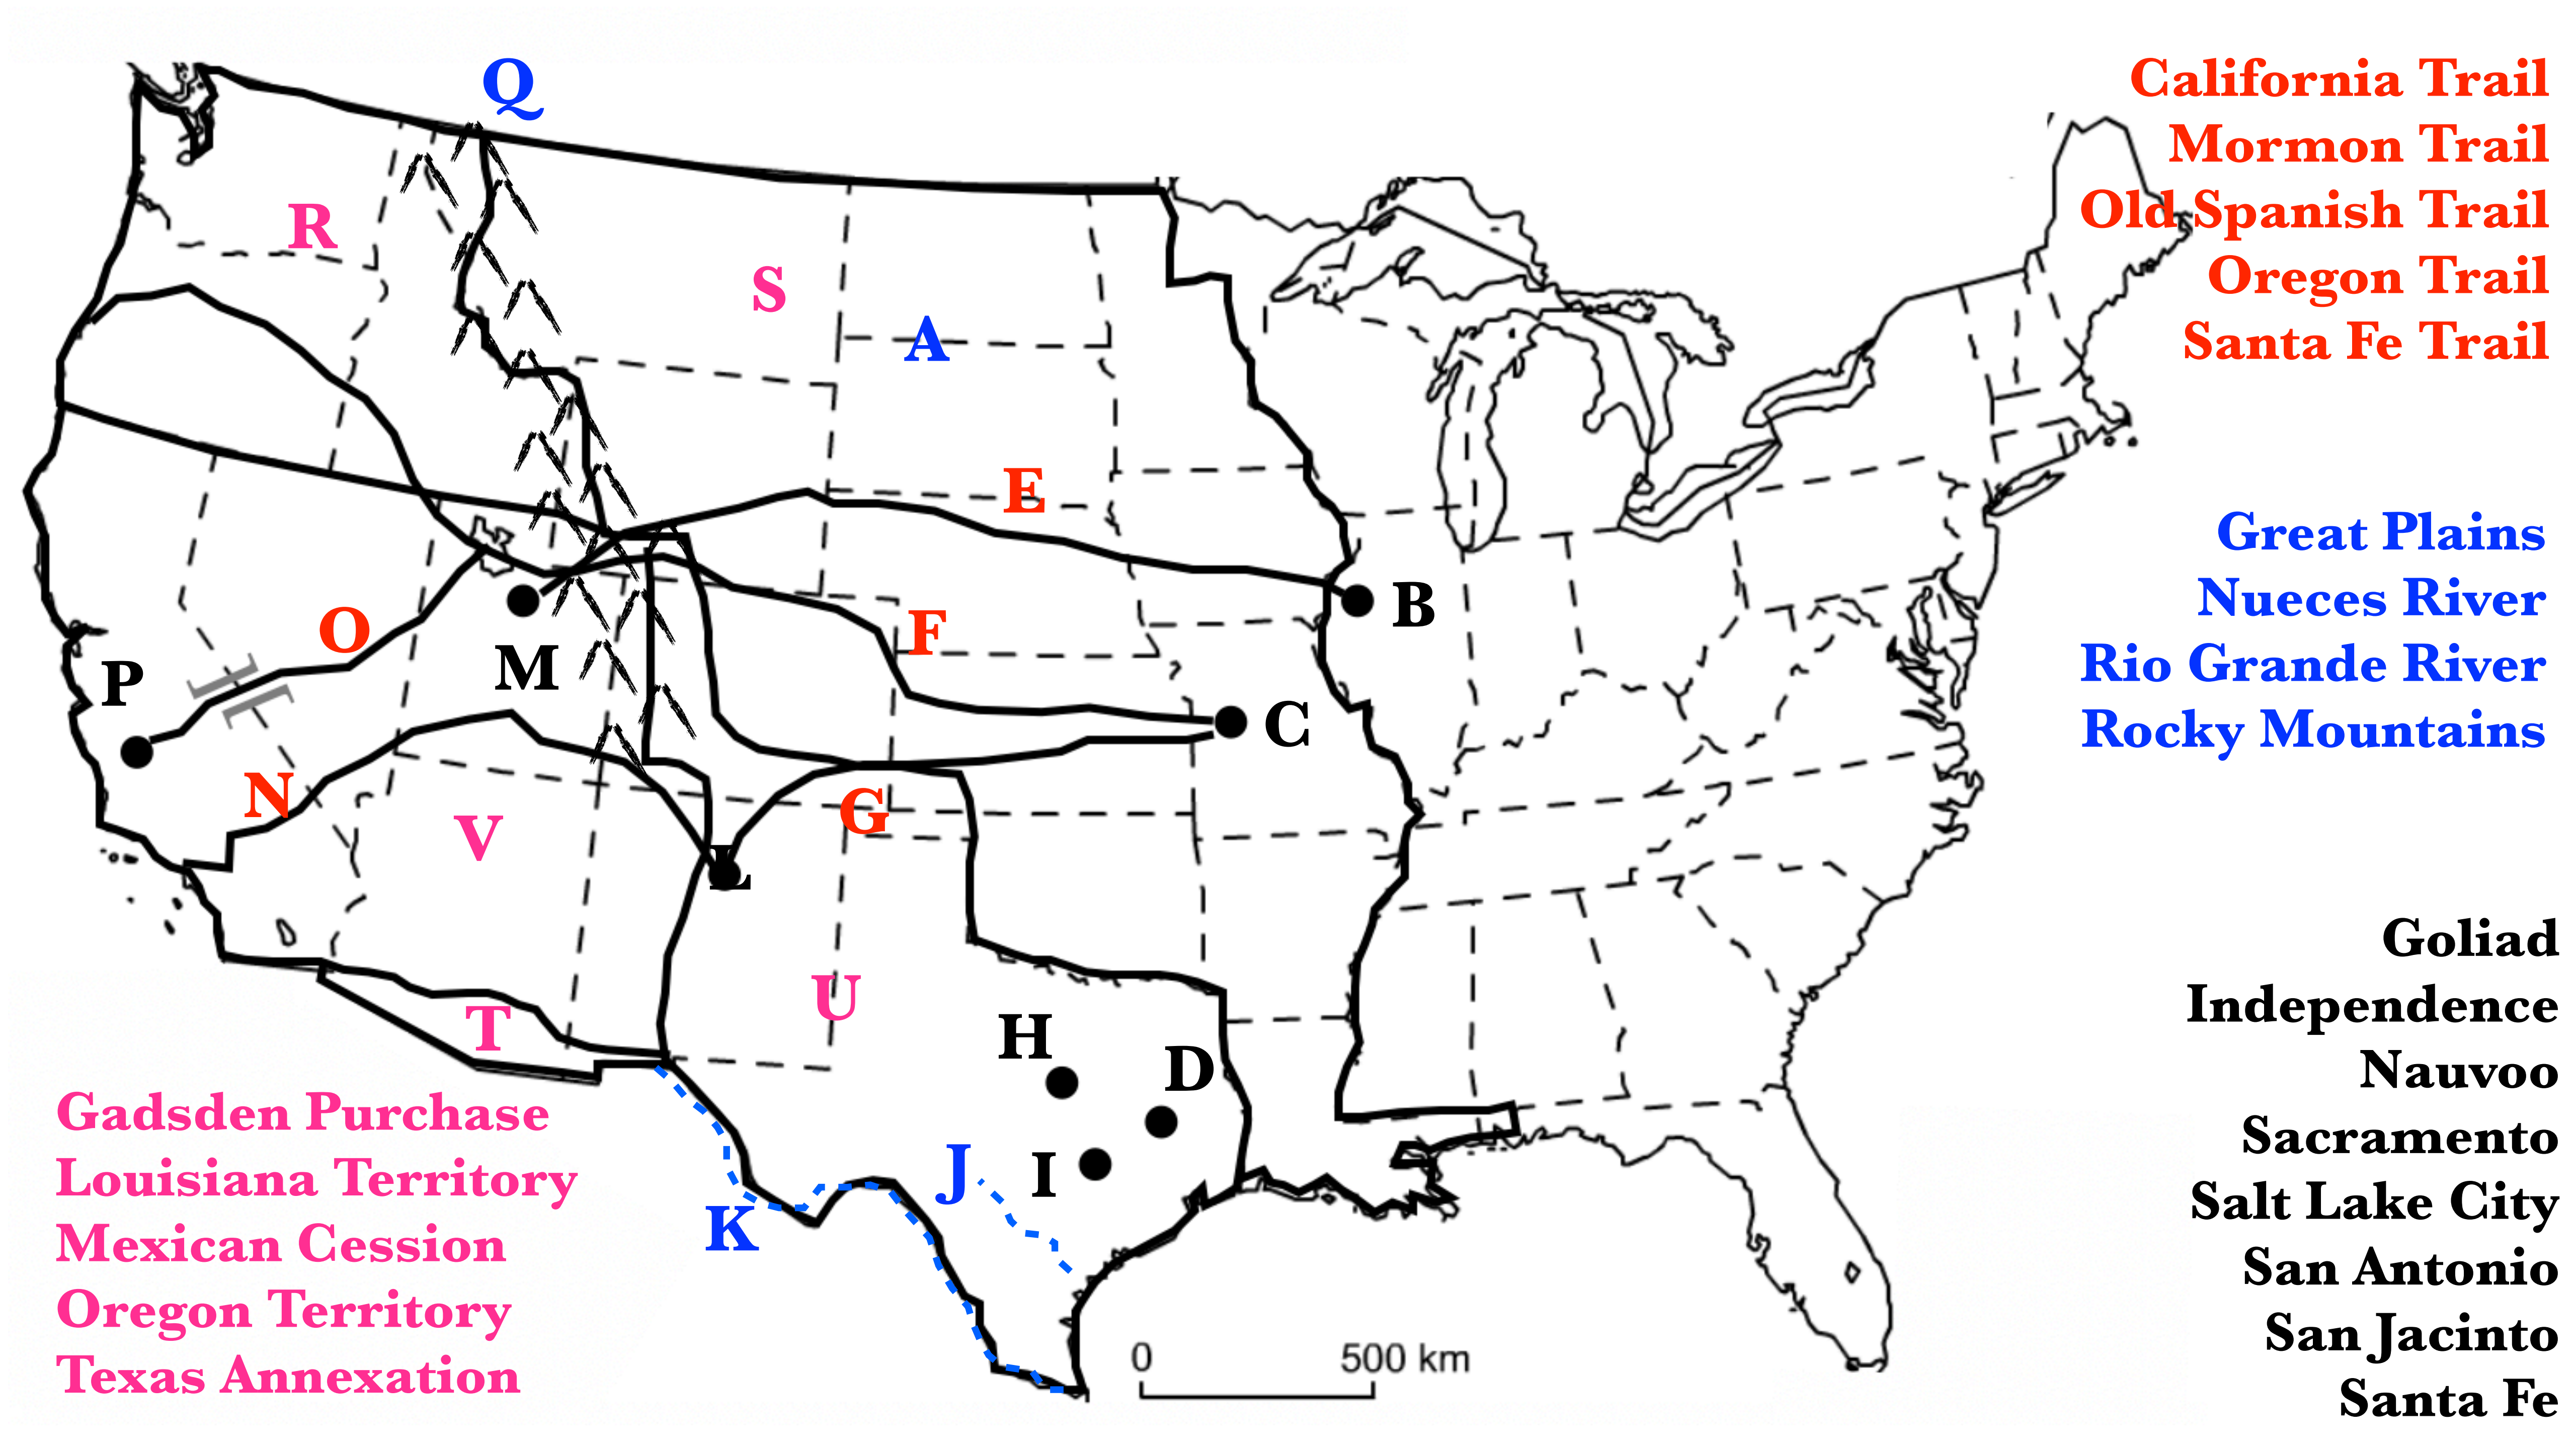 Q
California Trail
Mormon Trail
Old Spanish Trail
Oregon Trail
Santa Fe Trail
R
S
A
E
Great Plains
Nueces River
Rio Grande River
Rocky Mountains
O
F
B
M
P
C
N
G
V
L
U
H
D
T
J
I
K
Goliad
Independence
Nauvoo
Sacramento
Salt Lake City
San Antonio
San Jacinto
Santa Fe
Gadsden Purchase
Louisiana Territory
Mexican Cession
Oregon Territory
Texas Annexation
0 500 km